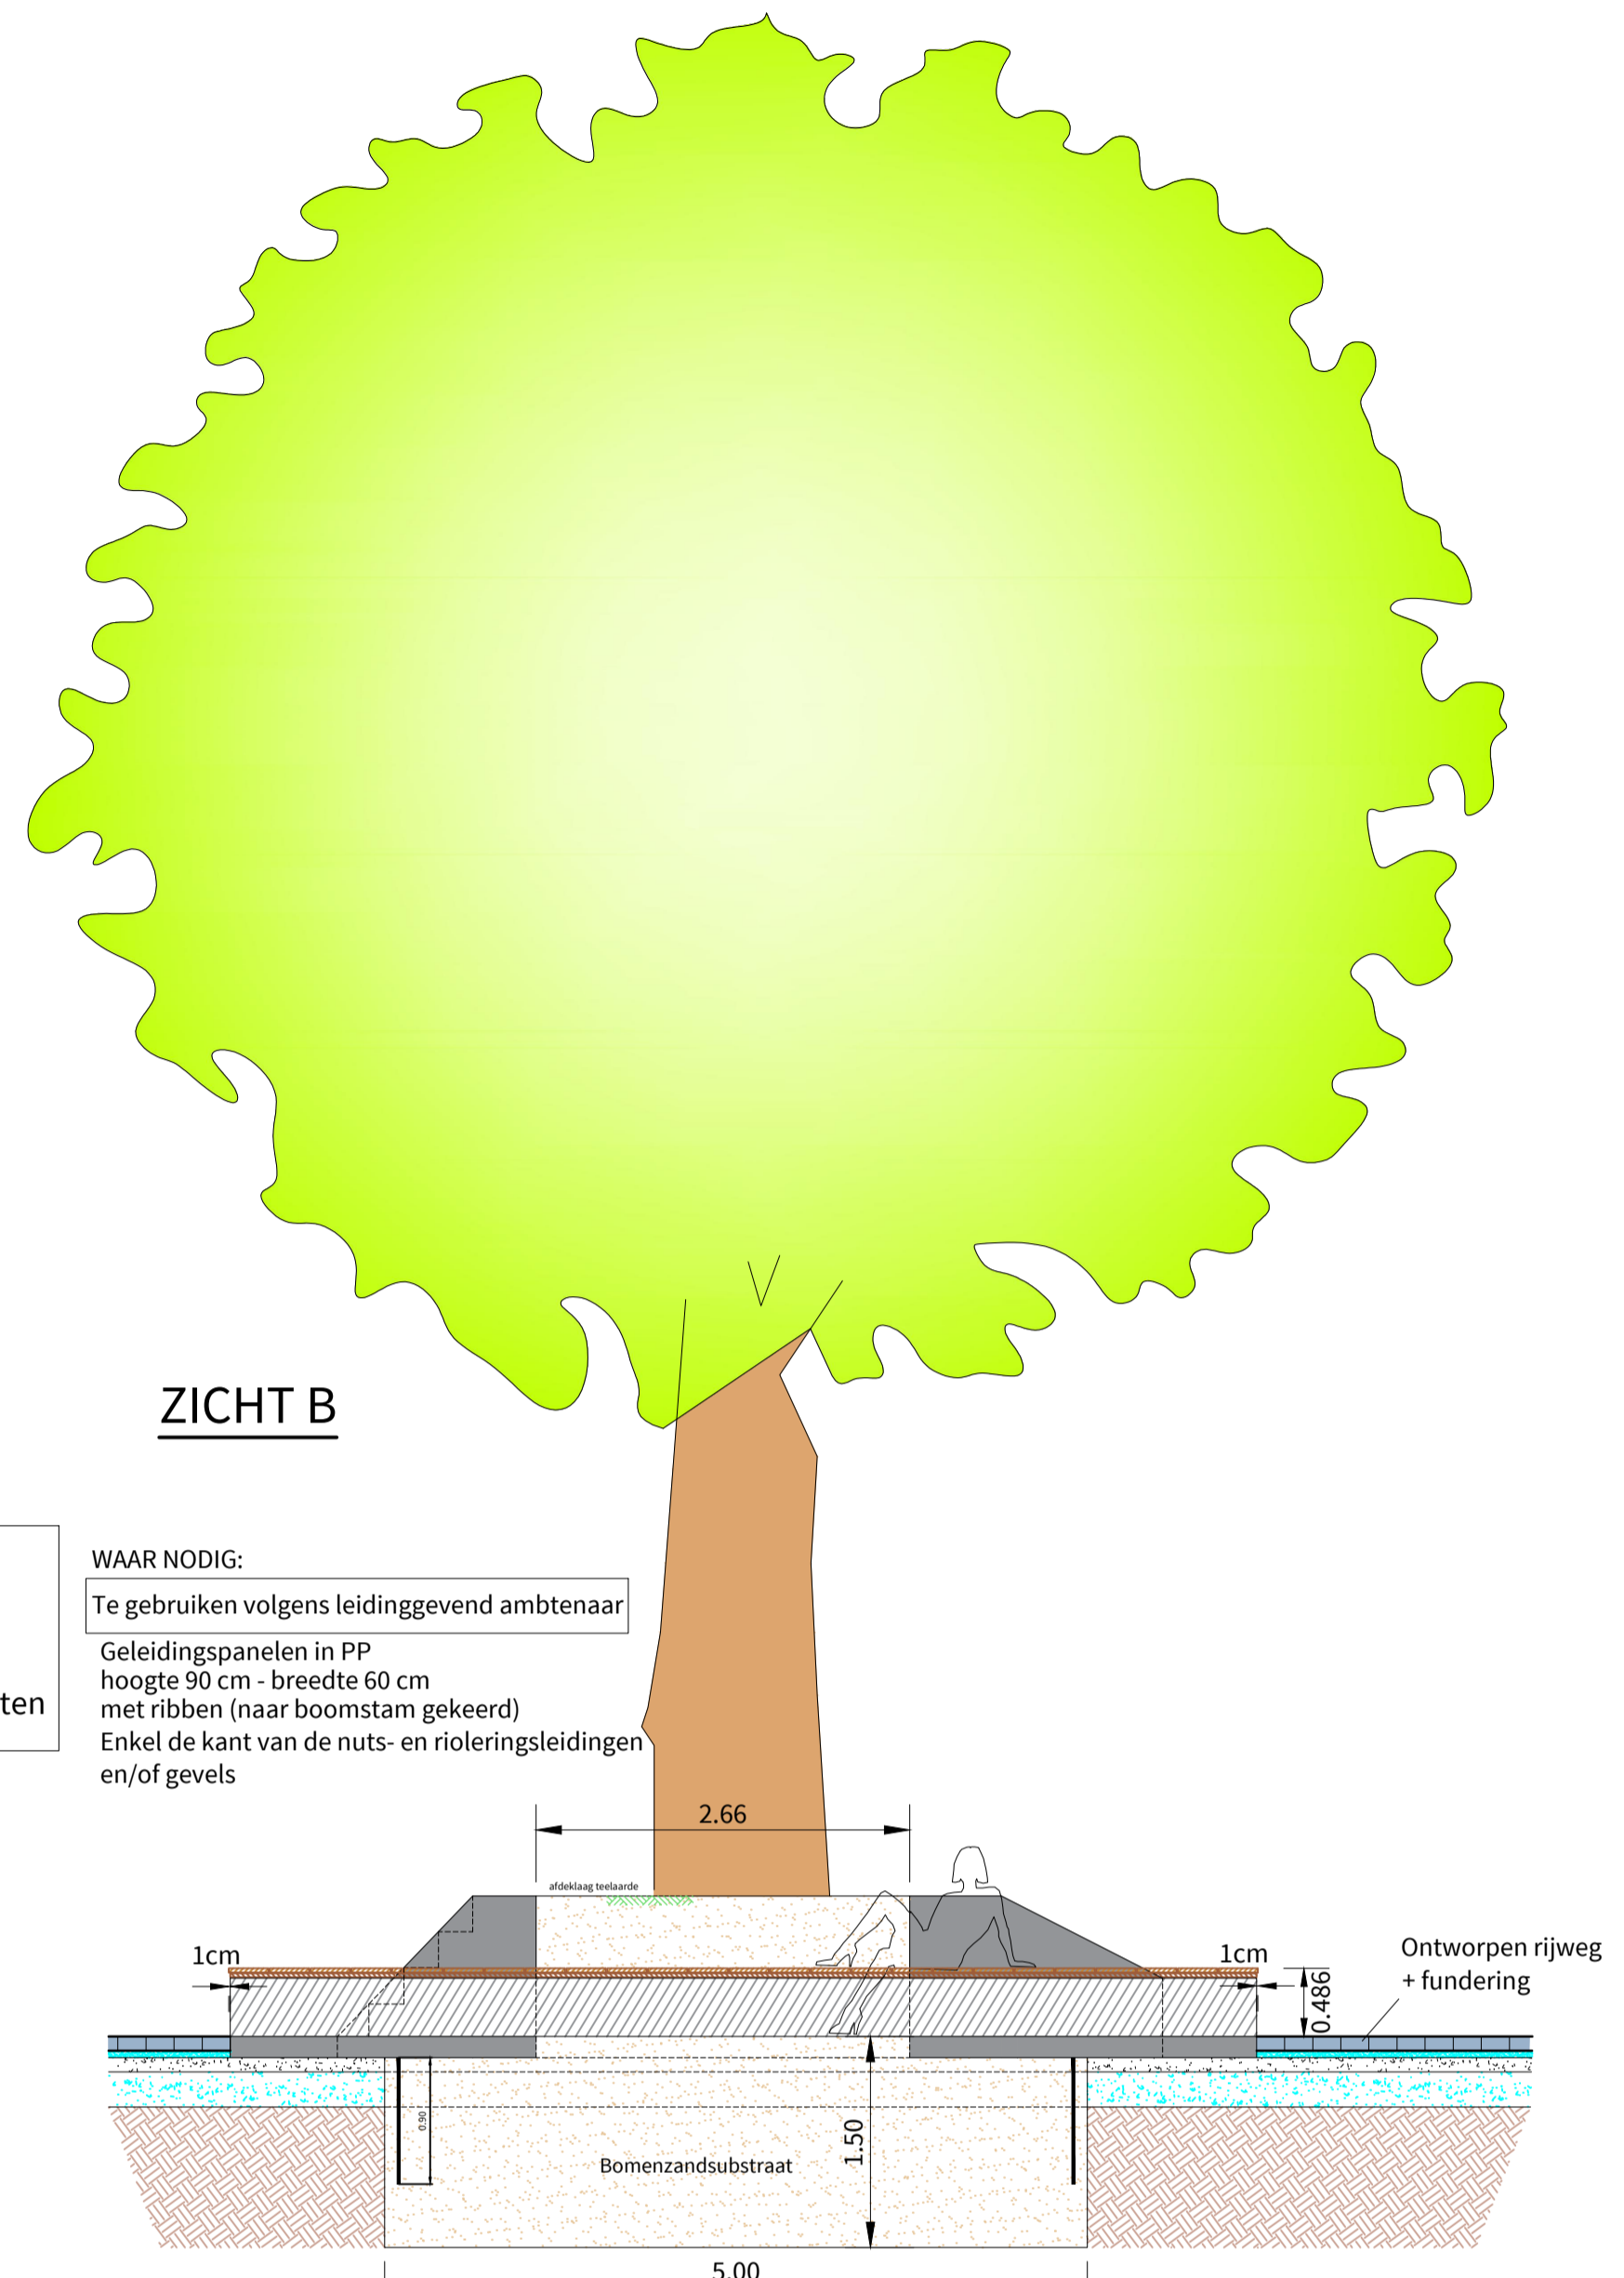 ZICHT B
ten
WAAR NODIG:
Te gebruiken volgens leidinggevend ambtenaar
Geleidingspanelen in PP
hoogte 90 cm - breedte 60 cm
met ribben (naar boomstam gekeerd)
Enkel de kant van de nuts- en rioleringsleidingen
en/of gevels
2.66
afdeklaag teelaarde
1cm
1cm
Ontworpen rijweg
+ fundering
0.486
0.90
1.50
Bomenzandsubstraat
5.00